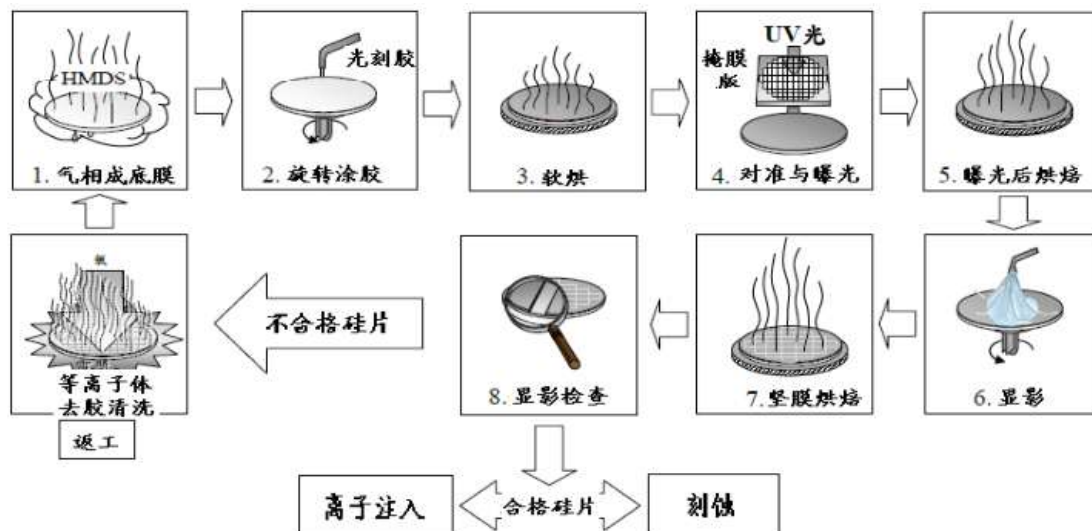 HMDS
1. 气相成底膜
光刻胶
2. 旋转涂胶
3. 软烘
UV光
掩膜
版
4. 对准与曝光
5. 曝光后烘焙
氧
等离子体
去胶清洗
返工
不合格硅片
8. 显影检查
7. 坚膜烘焙
6. 显影
离子注入
合格硅片
刻蚀